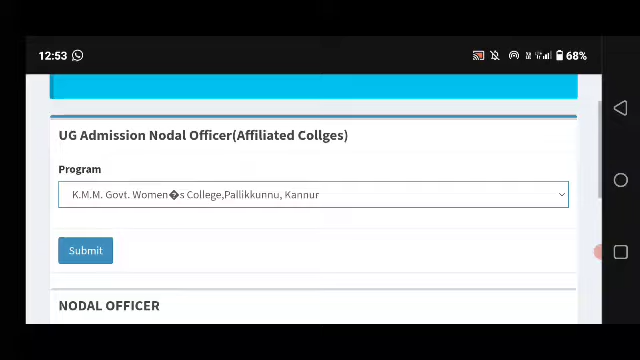 12:53 68%
UG Admission Nodal Officer(Affiliated Collges)
Program
K.M.M. Govt. Women�s College,Pallikkunnu, Kannur
Submit
NODAL OFFICER